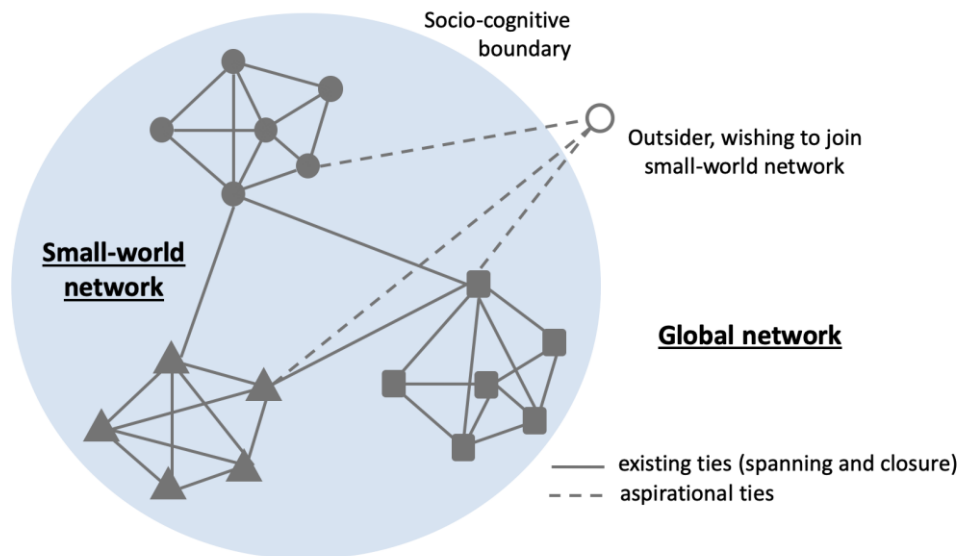 Socio-cognitive
boundary
Outsider, wishing to join
small-world network
Small-world
network
Global network
existing ties (spanning and closure)
aspirational ties